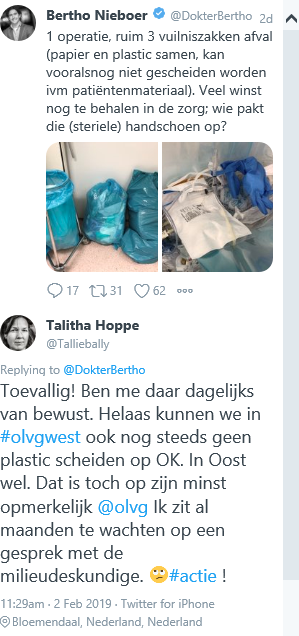 Bertho Nieboer @DokterBertho 2d
1 operatie, ruim 3 vuilniszakken afval
(papier en plastic samen, kan
vooralsnog niet gescheiden worden
ivm patiëntenmateriaal). Veel winst
nog te behalen in de zorg; wie pakt
die (steriele) handschoen op?
17 31 62
Talitha Hoppe
@Talliebally
Replying to @DokterBertho
Toevallig! Ben me daar dagelijks
van bewust. Helaas kunnen we in
#olvgwest ook nog steeds geen
plastic scheiden op OK. In Oost
wel. Dat is toch op zijn minst
opmerkelijk @olvg Ik zit al
maanden te wachten op een
gesprek met de
milieudeskundige. 🙄#actie !
11:29am · 2 Feb 2019 · Twitter for iPhone
Bloemendaal, Nederland, Nederland